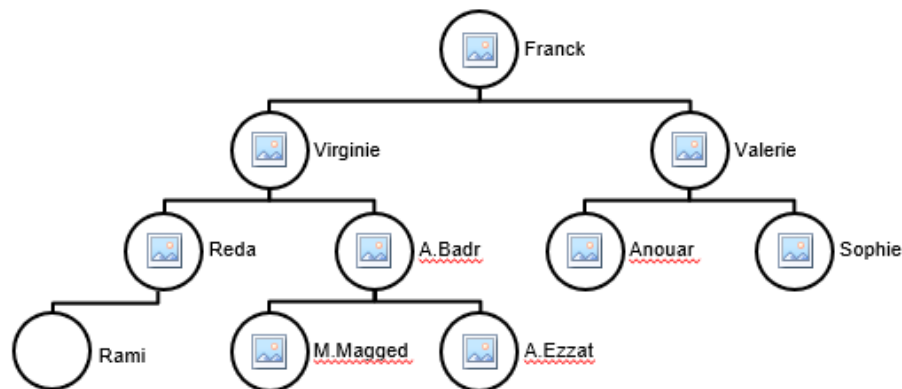 Franck
Virginie
Valerie
Reda
A.Badr
Anouar
Sophie
Rami
M.Magged
A.Ezzat